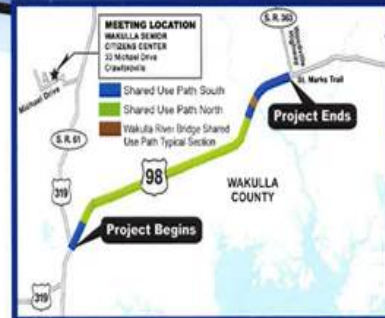 MEETING LOCATION
WAKULLA SENIOR
CITIZENS CENTER
33 Michael Drive
Crawfordville
S. R. 363
Woodville
Highway
St. Marks Trail
Michael Drive
Shared Use Path South
Shared Use Path North
Wakulla River Bridge Shared
Use Path Typical Section
Project Ends
S. R. 61
98
319
WAKULLA
COUNTY
Project Begins
319